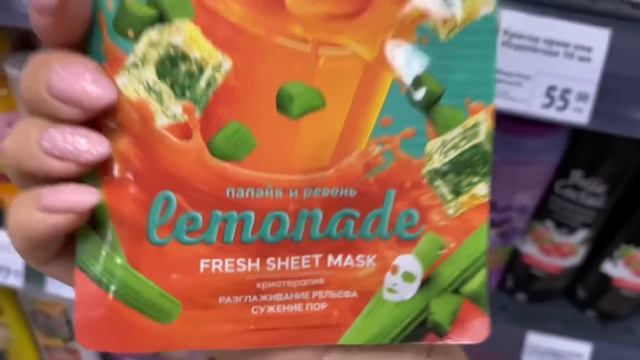 папайя и ревень
lemonade
FRESH SHEET MASK
криотерапия
РАЗГЛАЖИВАНИЕ РЕЛЬЕФА
СУЖЕНИЕ ПОР
55